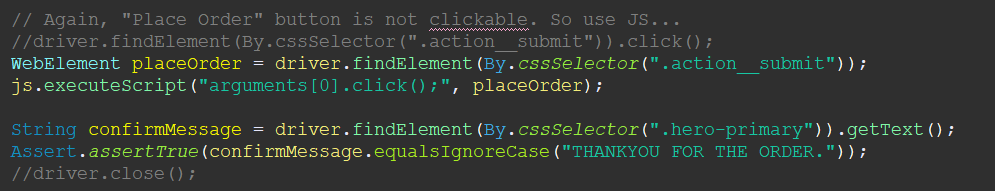 // Again, "Place Order" button is not clickable. So use JS...
//driver.findElement(By.cssSelector(".action__submit")).click();
WebElement placeOrder = driver.findElement(By.cssSelector(".action__submit"));
js.executeScript("arguments[0].click();", placeOrder);
String confirmMessage = driver.findElement(By.cssSelector(".hero-primary")).getText();
Assert.assertTrue(confirmMessage.equalsIgnoreCase("THANKYOU FOR THE ORDER."));
//driver.close();